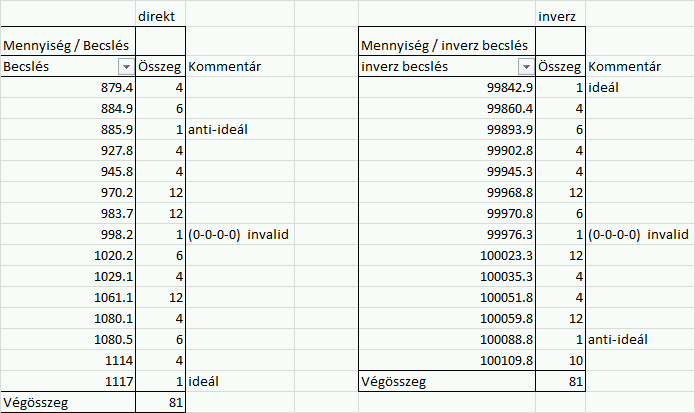 direkt inverz
Mennyiség / Becslés Mennyiség / inverz becslés
Becslés Összeg Kommentár inverz becslés Összeg Kommentár
879.4 4 99842.9 1 ideál
884.9 6 99860.4 4
885.9 1 anti-ideál 99893.9 6
927.8 4 99902.8 4
945.8 4 99945.3 4
970.2 12 99968.8 12
983.7 12 99970.8 6
998.2 1 (0-0-0-0) invalid 99976.3 1 (0-0-0-0) invalid
1020.2 6 100023.3 12
1029.1 4 100035.3 4
1061.1 12 100051.8 4
1080.1 4 100059.8 12
1080.5 6 100088.8 1 anti-ideál
1114 4 100109.8 10
1117 1 ideál Végösszeg 81
Végösszeg 81